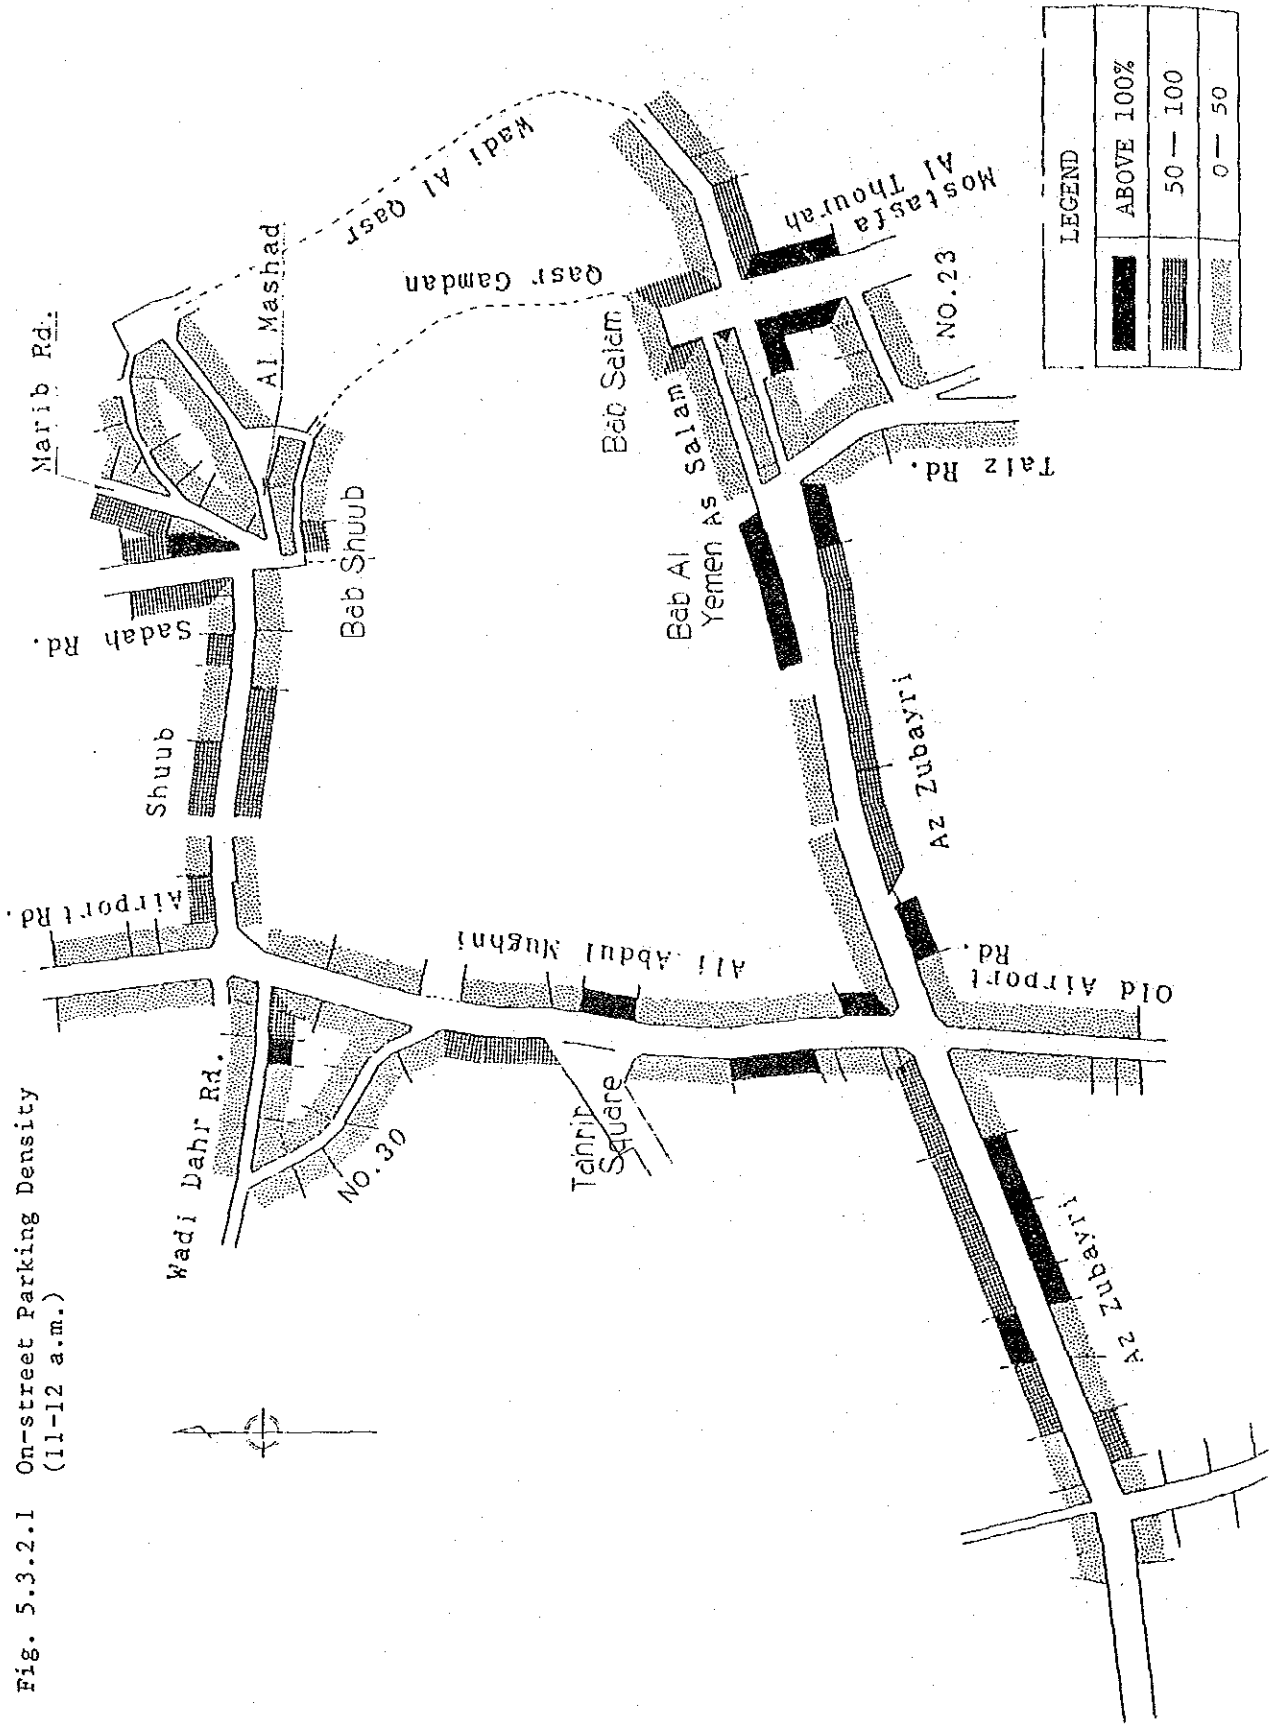 Fig. 5.3.2.1 On-street Parking Density
(11-12 a.m.)
Marib Rd.
Al Mashad
Wadi Al Qasr
Qasr Gamdan
Sadah Rd.
Bab Shuub
Shuub
Airport Rd.
Wadi Dahr Rd.
NO.30
Ali Abdul Mughni
Tahrir
Square
Bab Salam
Bab Al
Yemen
As Salam
Mostasfa
Al
Thourah
NO.23
Taiz Rd.
Az Zubayri
Old Airport
Rd.
Az Zubayri
LEGEND
ABOVE 100%
50 — 100
0 — 50